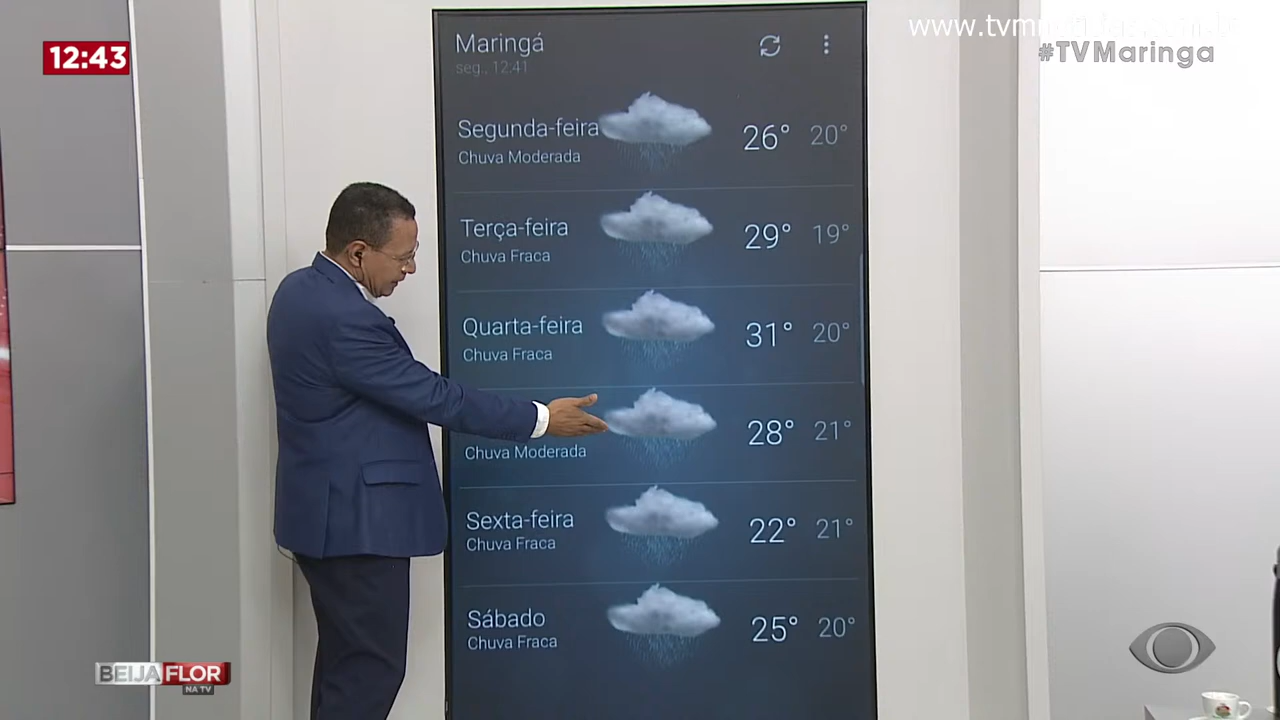 12:43
#TVMaringa
Maringá
seg., 12:41
Segunda-feira
Chuva Moderada
26° 20°
Terça-feira
Chuva Fraca
29° 19°
Quarta-feira
Chuva Fraca
31° 20°
Chuva Moderada
28° 21°
Sexta-feira
Chuva Fraca
22° 21°
Sábado
Chuva Fraca
25° 20°
BEIJA FLOR
NA TV